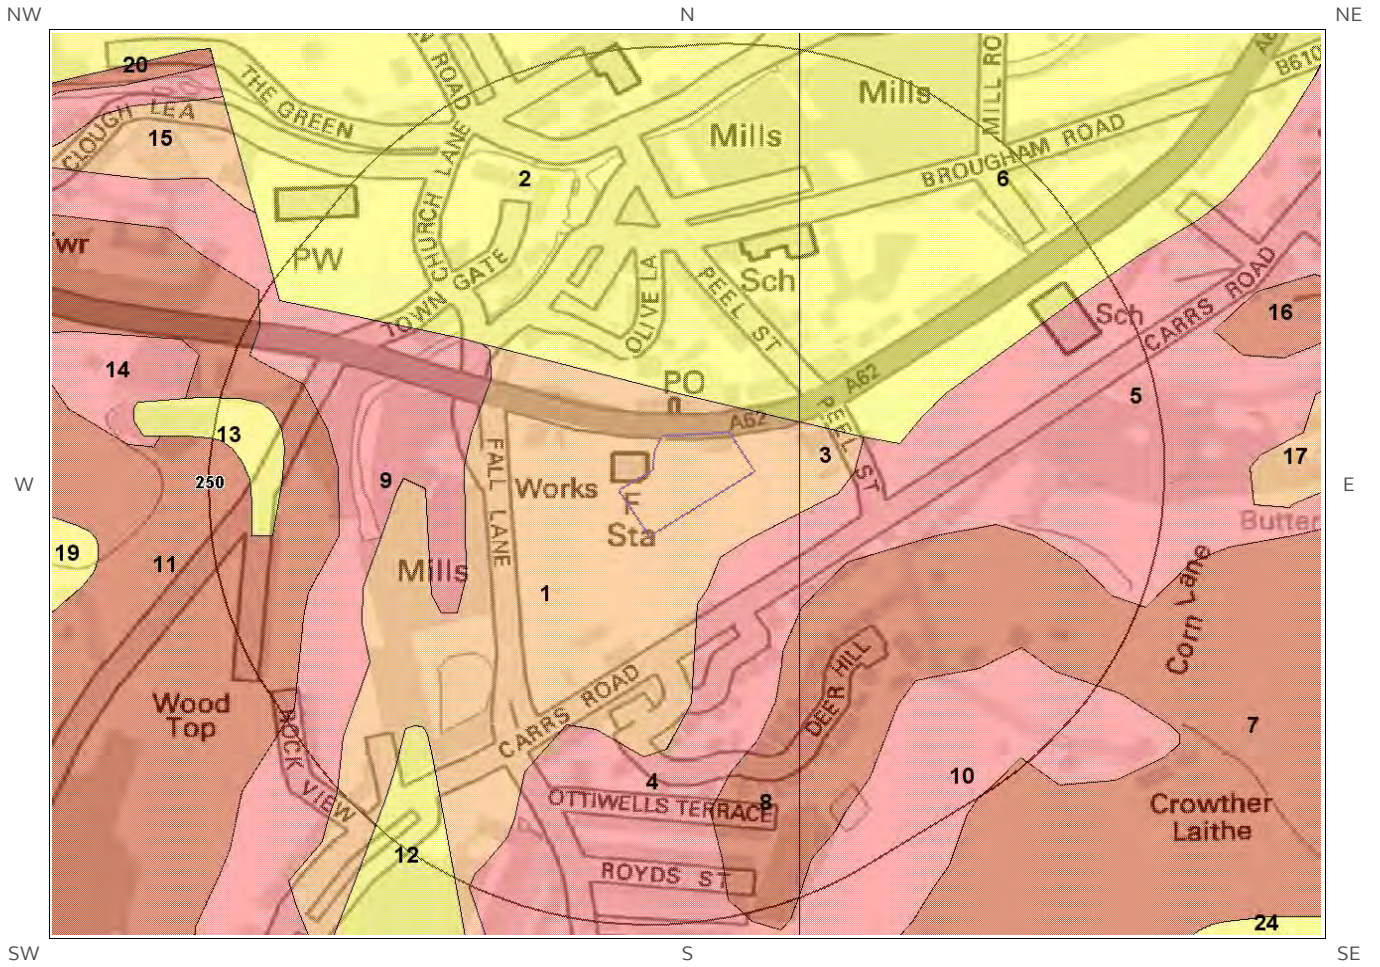 NW
N
NE
20
THE GREEN
N ROAD
Mills
MILL RO
A6
B610
CLOUGH LEA
15
Mills
BROUGHAM ROAD
CHURCH LANE
2
6
wr
PW
TOWN GATE
OLIVE LA
PEEL ST
Sch
Sch
CARRS ROAD
16
14
PO
A62
A62
5
13
PEEL ST
3
17
W
250
9
FALL LANE
Works
F
Sta
E
Butter
19
11
Mills
1
Corn Lane
Wood
Top
CARRS ROAD
DEER HILL
7
ROCK VIEW
4
10
OTTIWELLS TERRACE
8
Crowther
Laithe
12
ROYDS ST
24
SW
S
SE